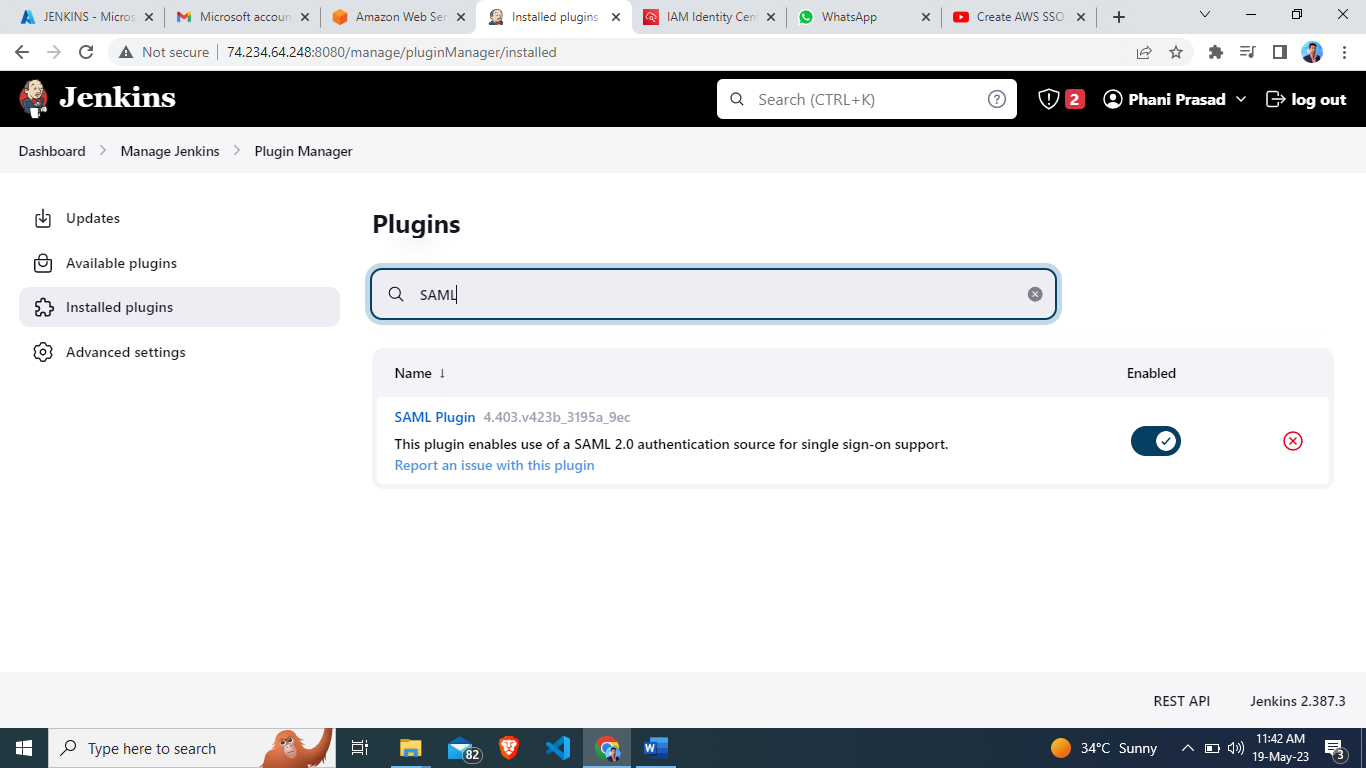 JENKINS - Micros
Microsoft accoun
Amazon Web Ser
Installed plugins
IAM Identity Cen
WhatsApp
Create AWS SSO
Not secure
74.234.64.248:8080/manage/pluginManager/installed
Jenkins
Search (CTRL+K)
2
Phani Prasad
log out
Dashboard
Manage Jenkins
Plugin Manager
Updates
Available plugins
Installed plugins
Advanced settings
Plugins
SAML
Name ↓
Enabled
SAML Plugin 4.403.v423b_3195a_9ec
This plugin enables use of a SAML 2.0 authentication source for single sign-on support.
Report an issue with this plugin
REST API
Jenkins 2.387.3
Type here to search
82
34°C Sunny
11:42 AM
19-May-23
3